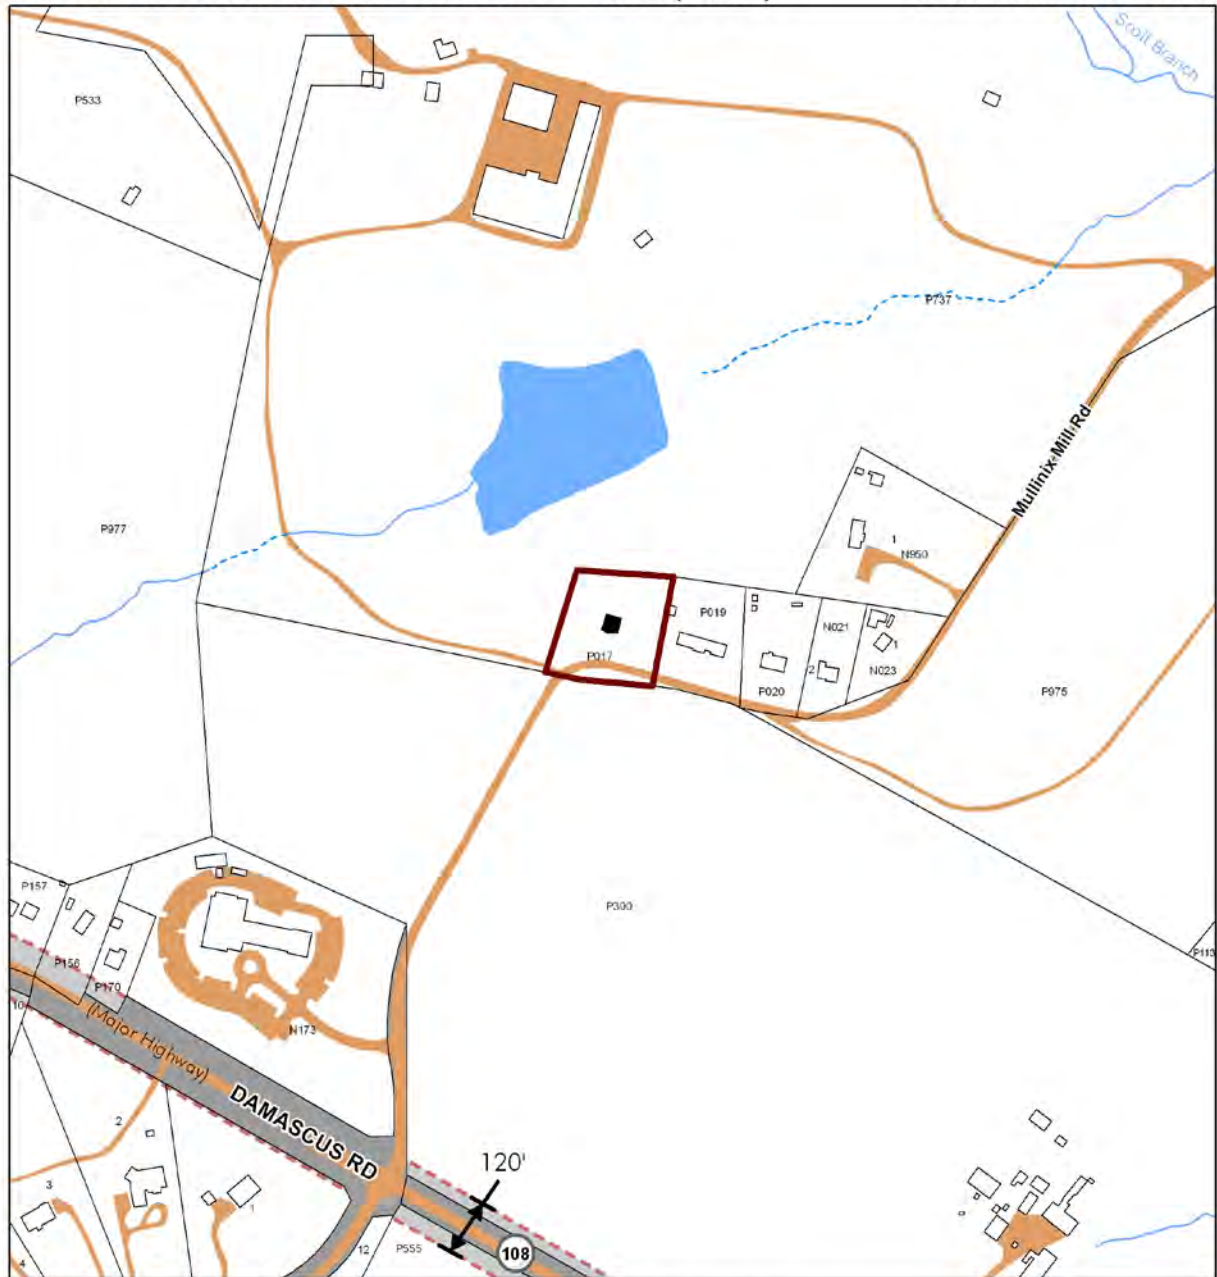 Scott Branch
P533
P737
Mullinix Mill Rd
P977
1
N950
P019
N021
1
P017
2
N023
P020
P975
P157
P300
P156
P113
P170
10
N173
(Major Highway)
DAMASCUS RD
2
120'
3
1
12
P555
108
4